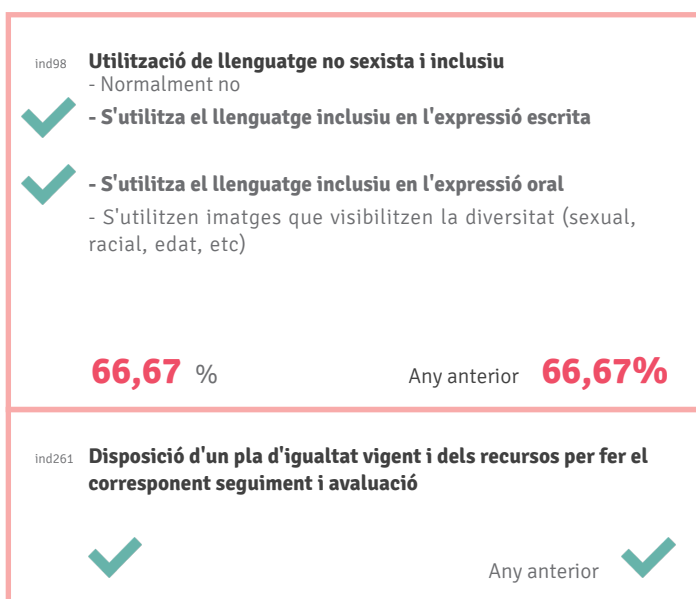 ind98 Utilització de llenguatge no sexista i inclusiu
- Normalment no
- S'utilitza el llenguatge inclusiu en l'expressió escrita
- S'utilitza el llenguatge inclusiu en l'expressió oral
- S'utilitzen imatges que visibilitzen la diversitat (sexual,
racial, edat, etc)
66,67 % Any anterior 66,67%
ind261 Disposició d'un pla d'igualtat vigent i dels recursos per fer el
corresponent seguiment i avaluació
Any anterior